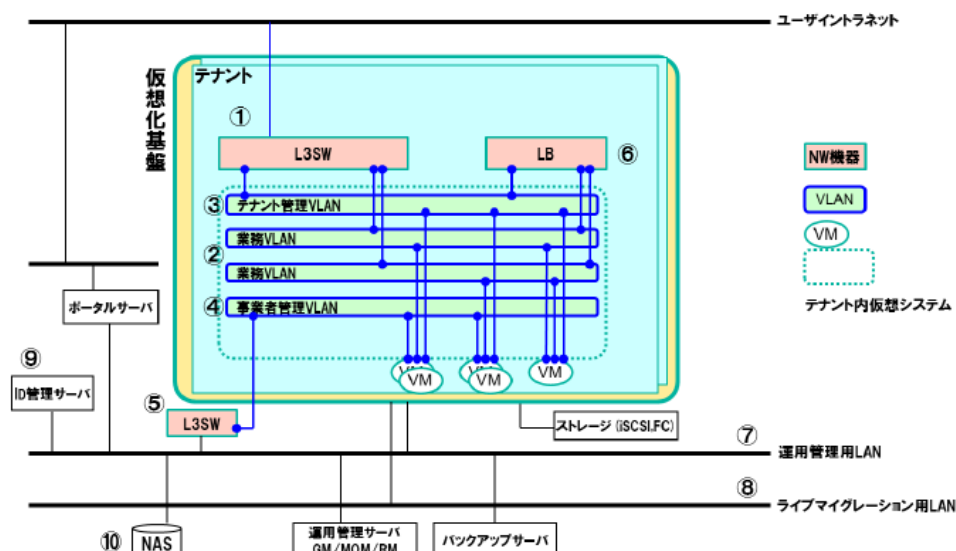 ユーザイントラネット
仮想化基盤
テナント
①
L3SW
LB
⑥
NW機器
③
テナント管理VLAN
VLAN
業務VLAN
②
VM
業務VLAN
④
事業者管理VLAN
テナント内仮想システム
ポータルサーバ
⑨
ID管理サーバ
VM
VM
VM
⑤
L3SW
ストレージ (iSCSI,FC)
⑦
運用管理用LAN
⑧
ライブマイグレーション用LAN
⑩
NAS
運用管理サーバ
GM/MOM/RM
バックアップサーバ